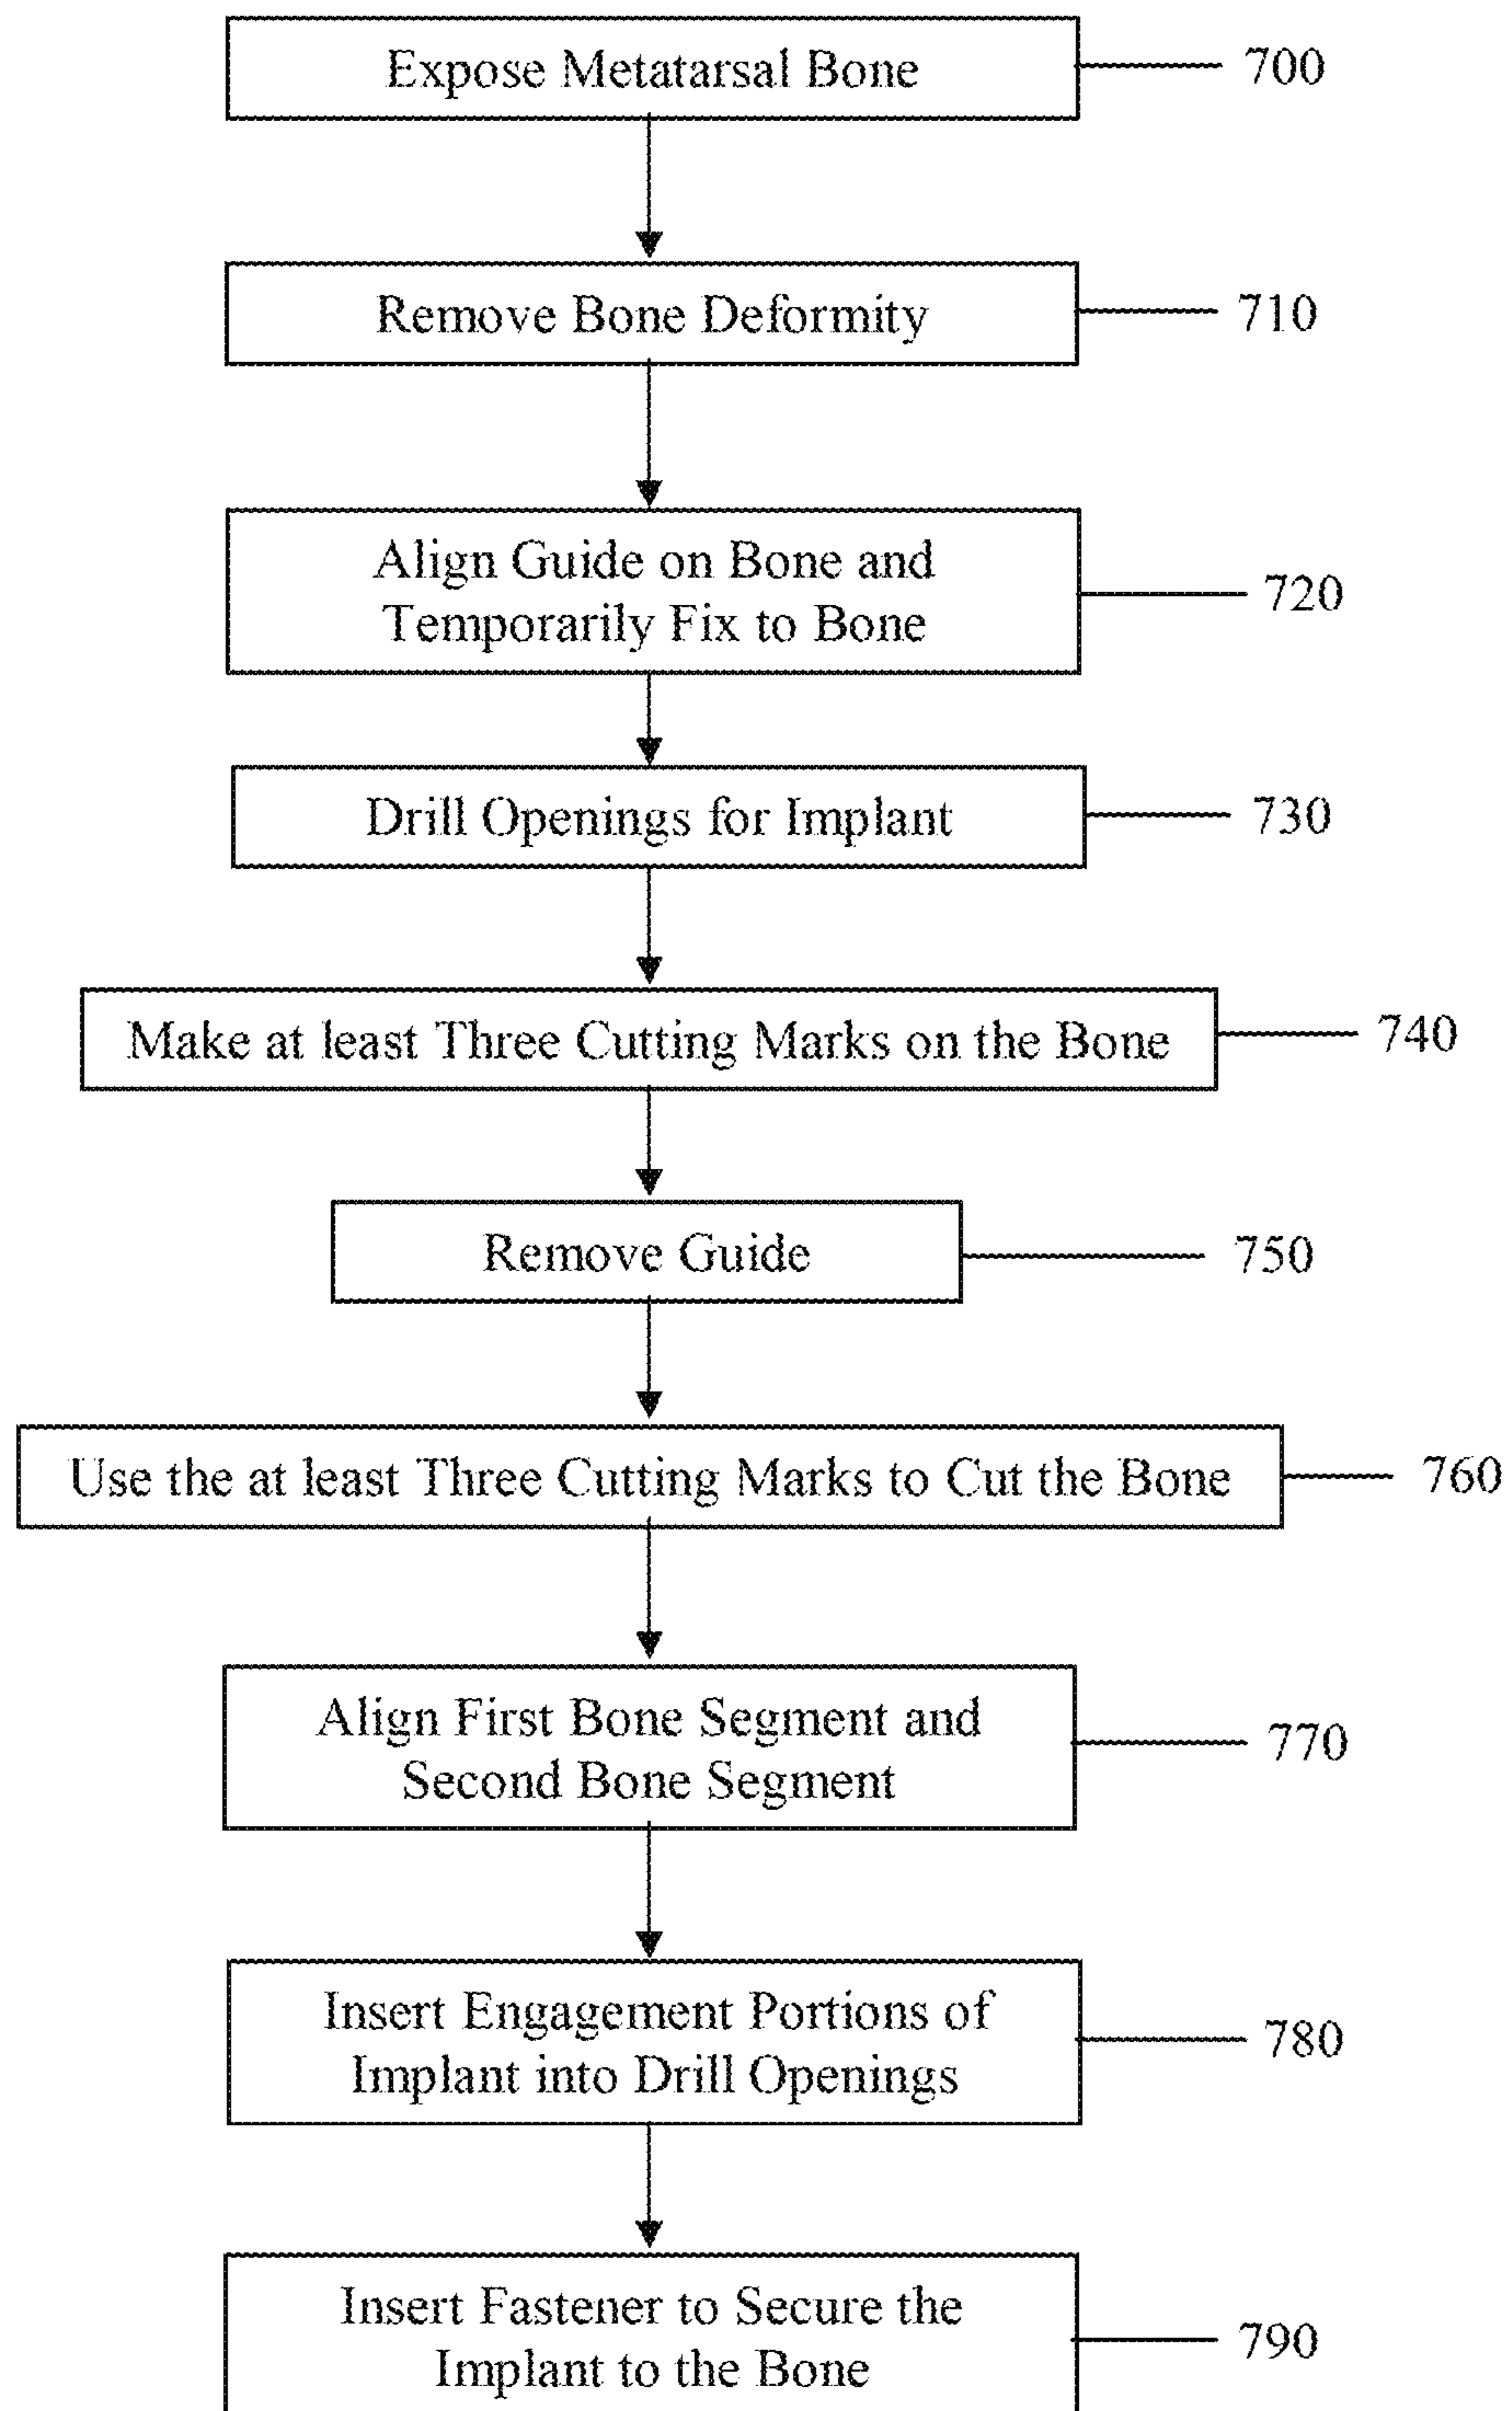 Expose Metatarsal Bone
700
Remove Bone Deformity
710
Align Guide on Bone and
Temporarily Fix to Bone
720
Drill Openings for Implant
730
Make at least Three Cutting Marks on the Bone
740
Remove Guide
750
Use the at least Three Cutting Marks to Cut the Bone
760
Align First Bone Segment and
Second Bone Segment
770
Insert Engagement Portions of
Implant into Drill Openings
780
Insert Fastener to Secure the
Implant to the Bone
790